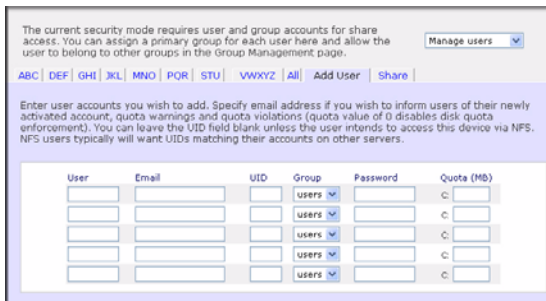 The current security mode requires user and group accounts for share
access. You can assign a primary group for each user here and allow the
user to belong to other groups in the Group Management page.
Manage users
ABC DEF GHI JKL MNO PQR STU VWXYZ All Add User Share
Enter user accounts you wish to add. Specify email address if you wish to inform users of their newly
activated account, quota warnings and quota violations (quota value of 0 disables disk quota
enforcement). You can leave the UID field blank unless the user intends to access this device via NFS.
NFS users typically will want UIDs matching their accounts on other servers.
User Email UID Group Password Quota (MB)
users C:
users C:
users C:
users C:
users C: